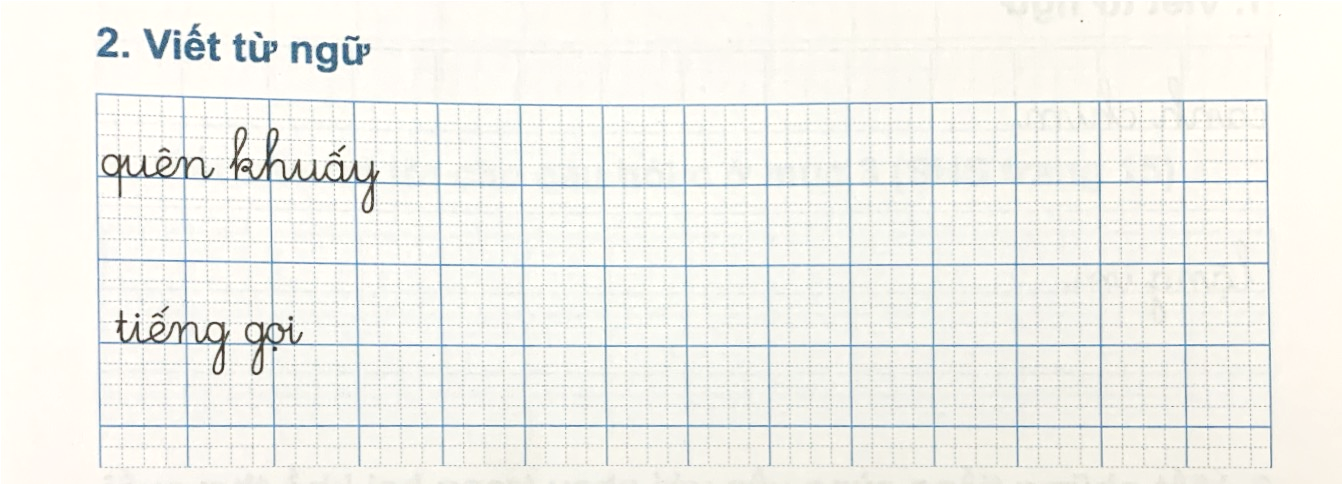 2. Viết từ ngữ
quên khuấy
tiếng gọi